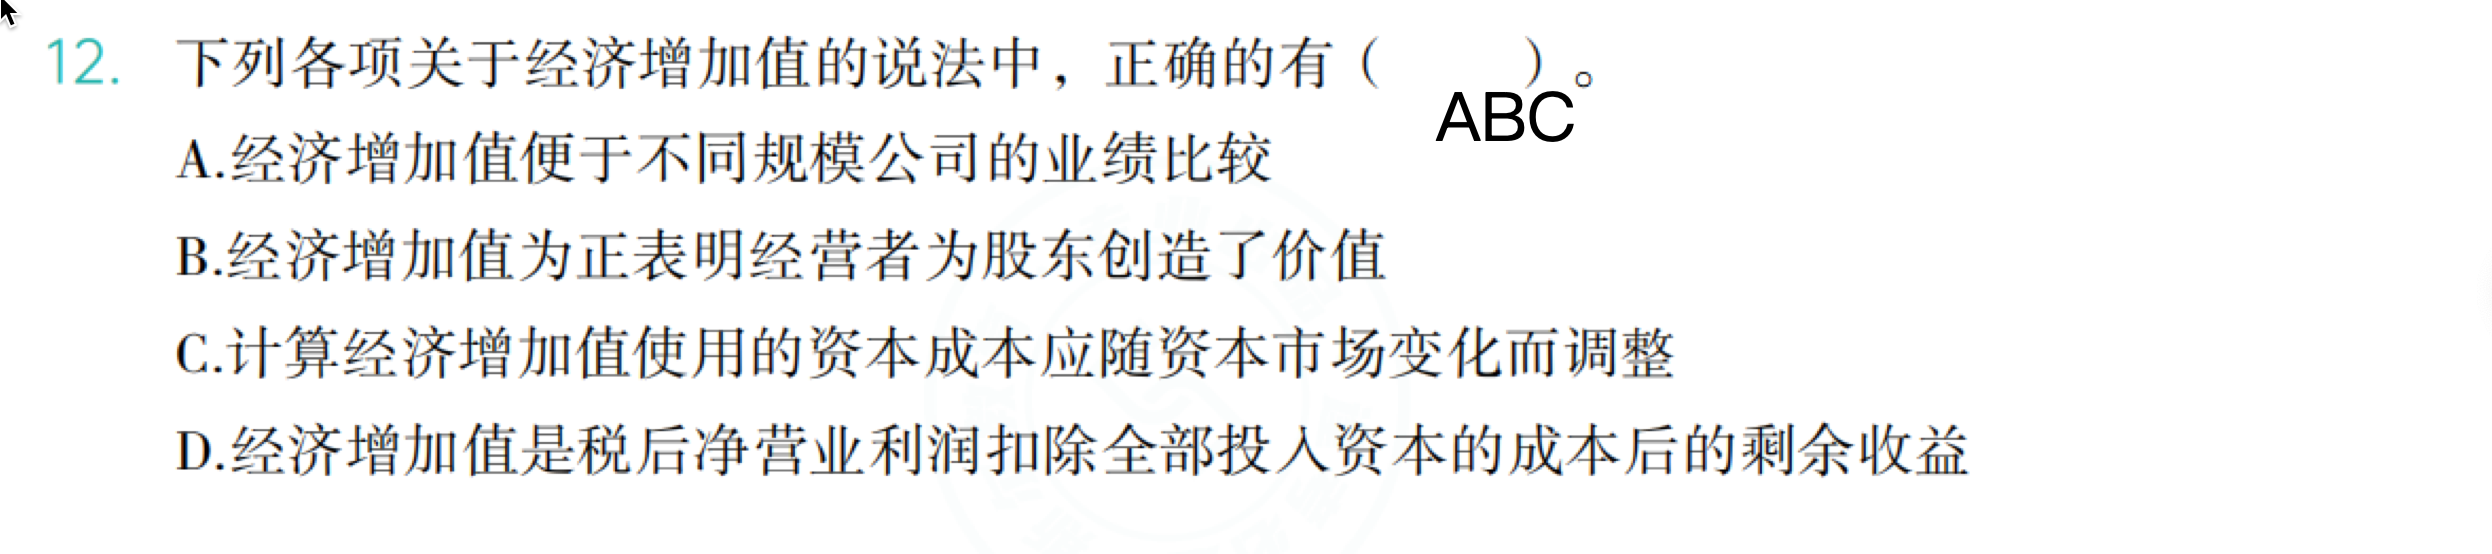 12. 下列各项关于经济增加值的说法中，正确的有（ ）。
ABC
A.经济增加值便于不同规模公司的业绩比较
B.经济增加值为正表明经营者为股东创造了价值
C.计算经济增加值使用的资本成本应随资本市场变化而调整
D.经济增加值是税后净营业利润扣除全部投入资本的成本后的剩余收益